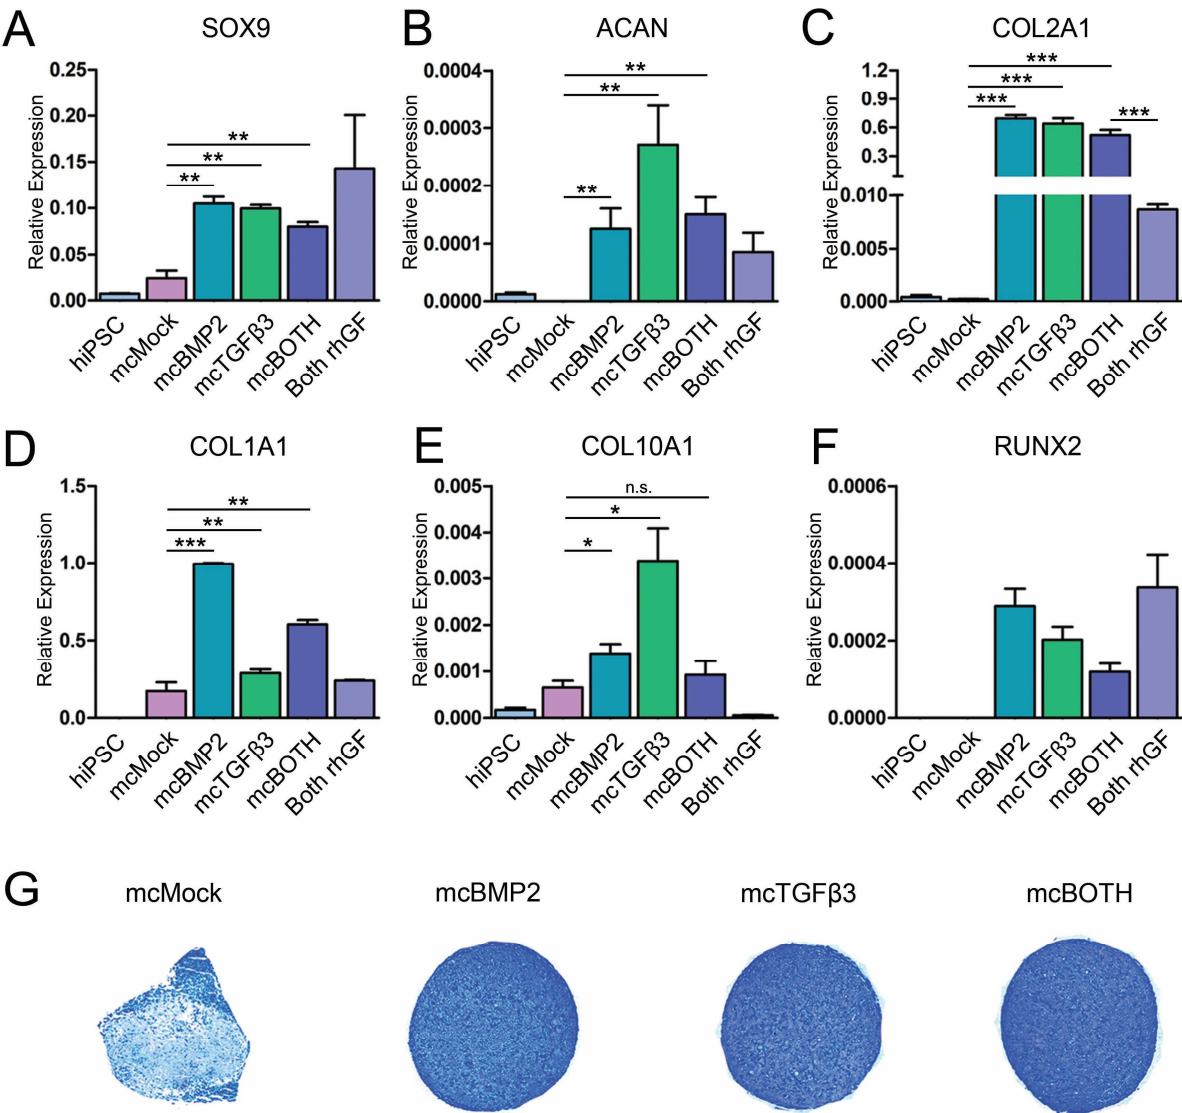 A SOX9
Relative Expression
0.25
0.20
0.15
0.10
0.05
0.00
**
**
**
hiPSC
mcMock
mcBMP2
mcTGFβ3
mcBOTH
Both rhGF
B ACAN
Relative Expression
0.0004
0.0003
0.0002
0.0001
0.0000
**
**
**
hiPSC
mcMock
mcBMP2
mcTGFβ3
mcBOTH
Both rhGF
C COL2A1
Relative Expression
1.2
0.9
0.6
0.3
0.010
0.005
0.000
***
***
***
***
hiPSC
mcMock
mcBMP2
mcTGFβ3
mcBOTH
Both rhGF
D COL1A1
Relative Expression
1.5
1.0
0.5
0.0
**
**
***
hiPSC
mcMock
mcBMP2
mcTGFβ3
mcBOTH
Both rhGF
E COL10A1
Relative Expression
0.005
0.004
0.003
0.002
0.001
0.000
n.s.
*
*
hiPSC
mcMock
mcBMP2
mcTGFβ3
mcBOTH
Both rhGF
F RUNX2
Relative Expression
0.0006
0.0004
0.0002
0.0000
hiPSC
mcMock
mcBMP2
mcTGFβ3
mcBOTH
Both rhGF
G mcMock mcBMP2 mcTGFβ3 mcBOTH